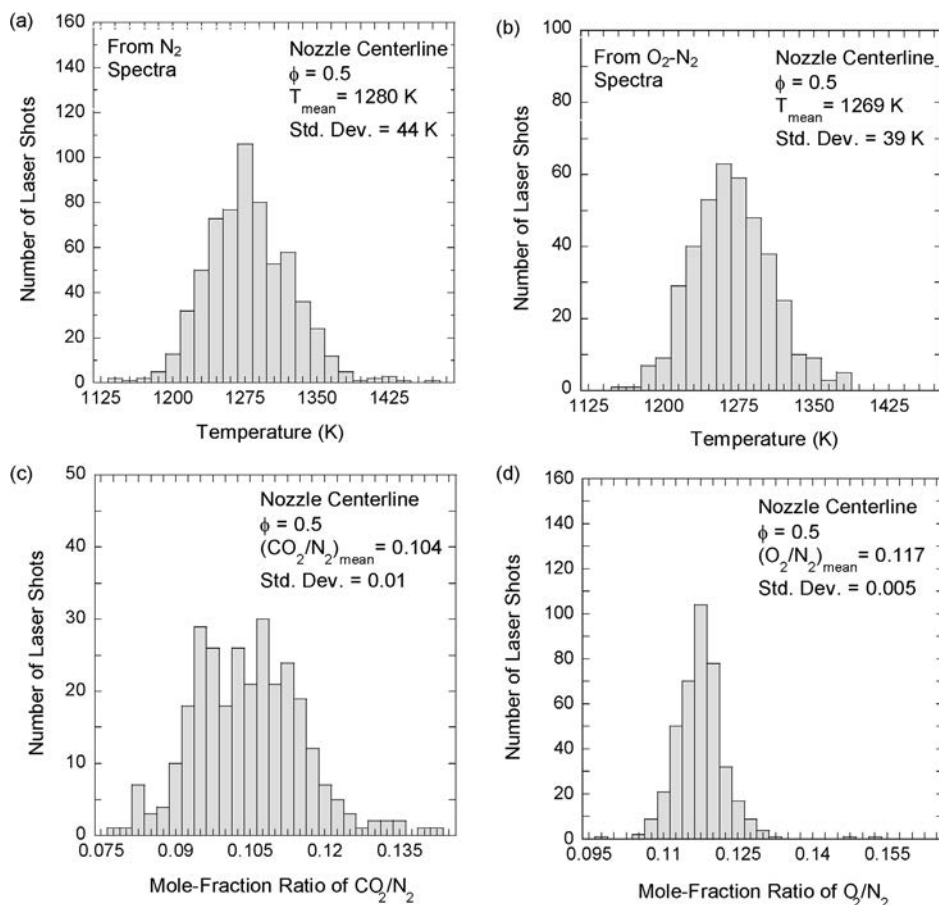 (a)
From N₂
Spectra
Nozzle Centerline
ϕ = 0.5
T_mean = 1280 K
Std. Dev. = 44 K
160
140
120
100
80
60
40
20
0
Number of Laser Shots
1125 1200 1275 1350 1425
Temperature (K)
(b)
From O₂-N₂
Spectra
Nozzle Centerline
ϕ = 0.5
T_mean = 1269 K
Std. Dev. = 39 K
100
80
60
40
20
0
Number of Laser Shots
1125 1200 1275 1350 1425
Temperature (K)
(c)
Nozzle Centerline
ϕ = 0.5
(CO₂/N₂)_mean = 0.104
Std. Dev. = 0.01
50
40
30
20
10
0
Number of Laser Shots
0.075 0.09 0.105 0.12 0.135
Mole-Fraction Ratio of CO₂/N₂
(d)
Nozzle Centerline
ϕ = 0.5
(O₂/N₂)_mean = 0.117
Std. Dev. = 0.005
160
140
120
100
80
60
40
20
0
Number of Laser Shots
0.095 0.11 0.125 0.14 0.155
Mole-Fraction Ratio of O₂/N₂